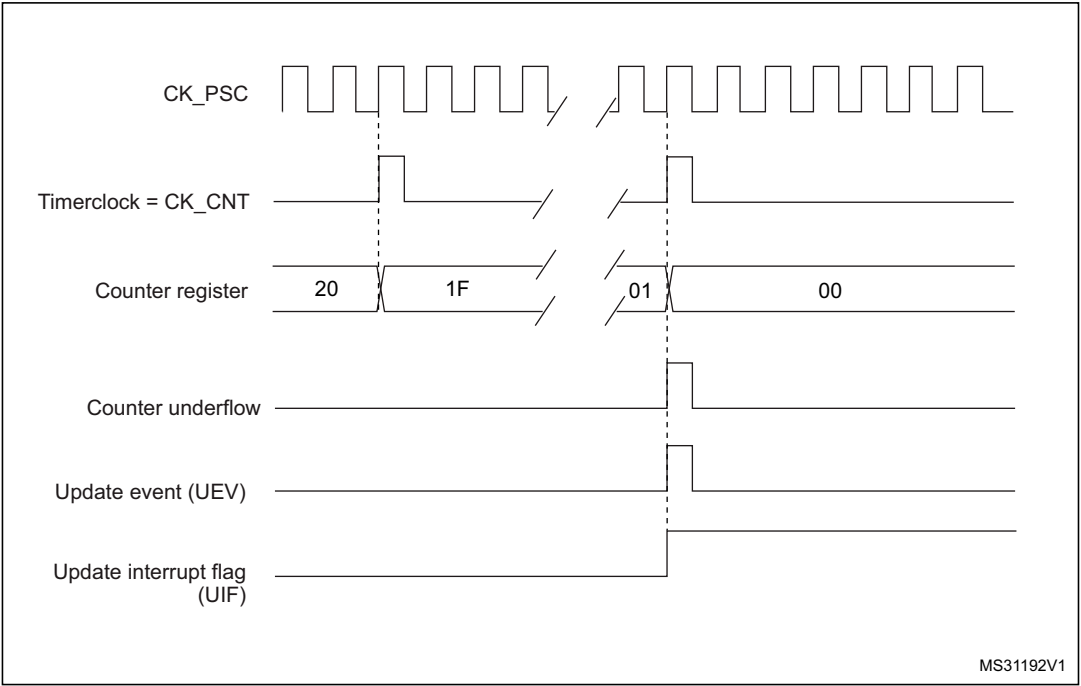 CK_PSC
Timerclock = CK_CNT
Counter register
20
1F
01
00
Counter underflow
Update event (UEV)
Update interrupt flag
(UIF)
MS31192V1